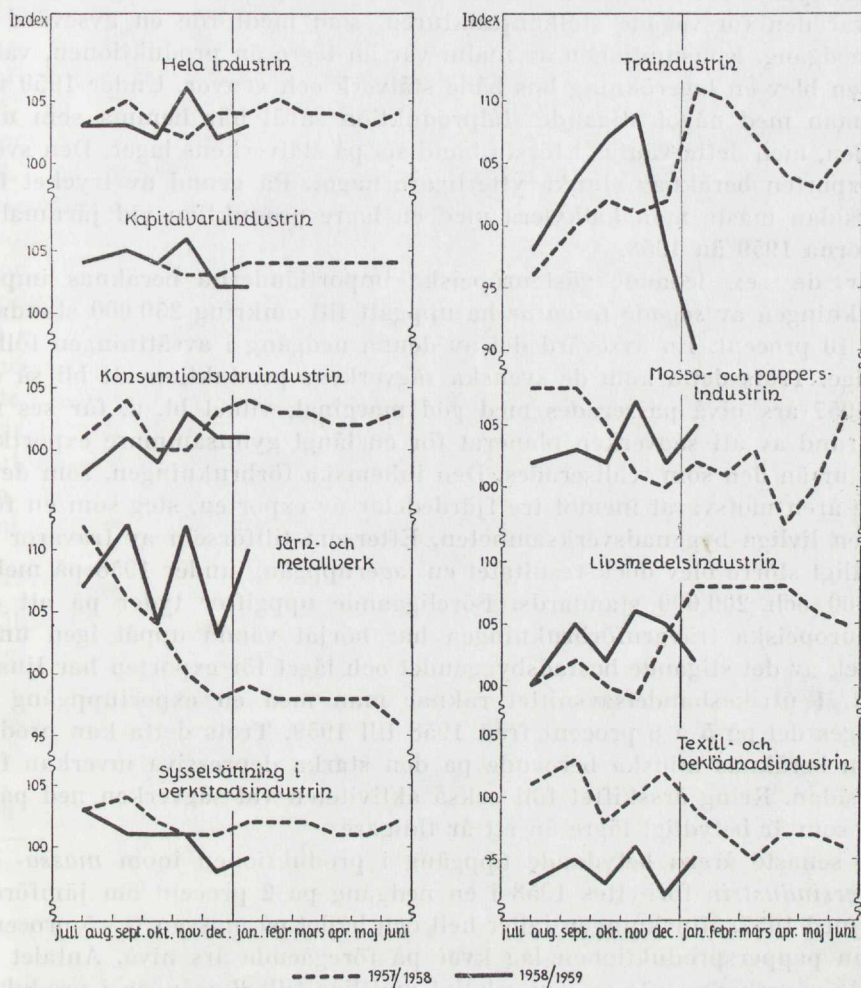 Index
Hela industrin
105
100
Kapitalvaruindustrin
105
100
Konsumtionsvaruindustrin
105
100
Järn- och
metallverk
110
105
100
95
Sysselsättning i
verkstadsindustrin
105
100
juli aug. sept. okt. nov. dec. jan. febr. mars apr. maj juni
Index
Träindustrin
110
105
100
95
90
Massa- och pappers-
industrin
105
100
110
Livsmedelsindustrin
105
100
105
Textil- och
beklädnadsindustrin
100
95
juli aug. sept. okt. nov. dec. jan. febr. mars apr. maj juni
1957/1958 1958/1959